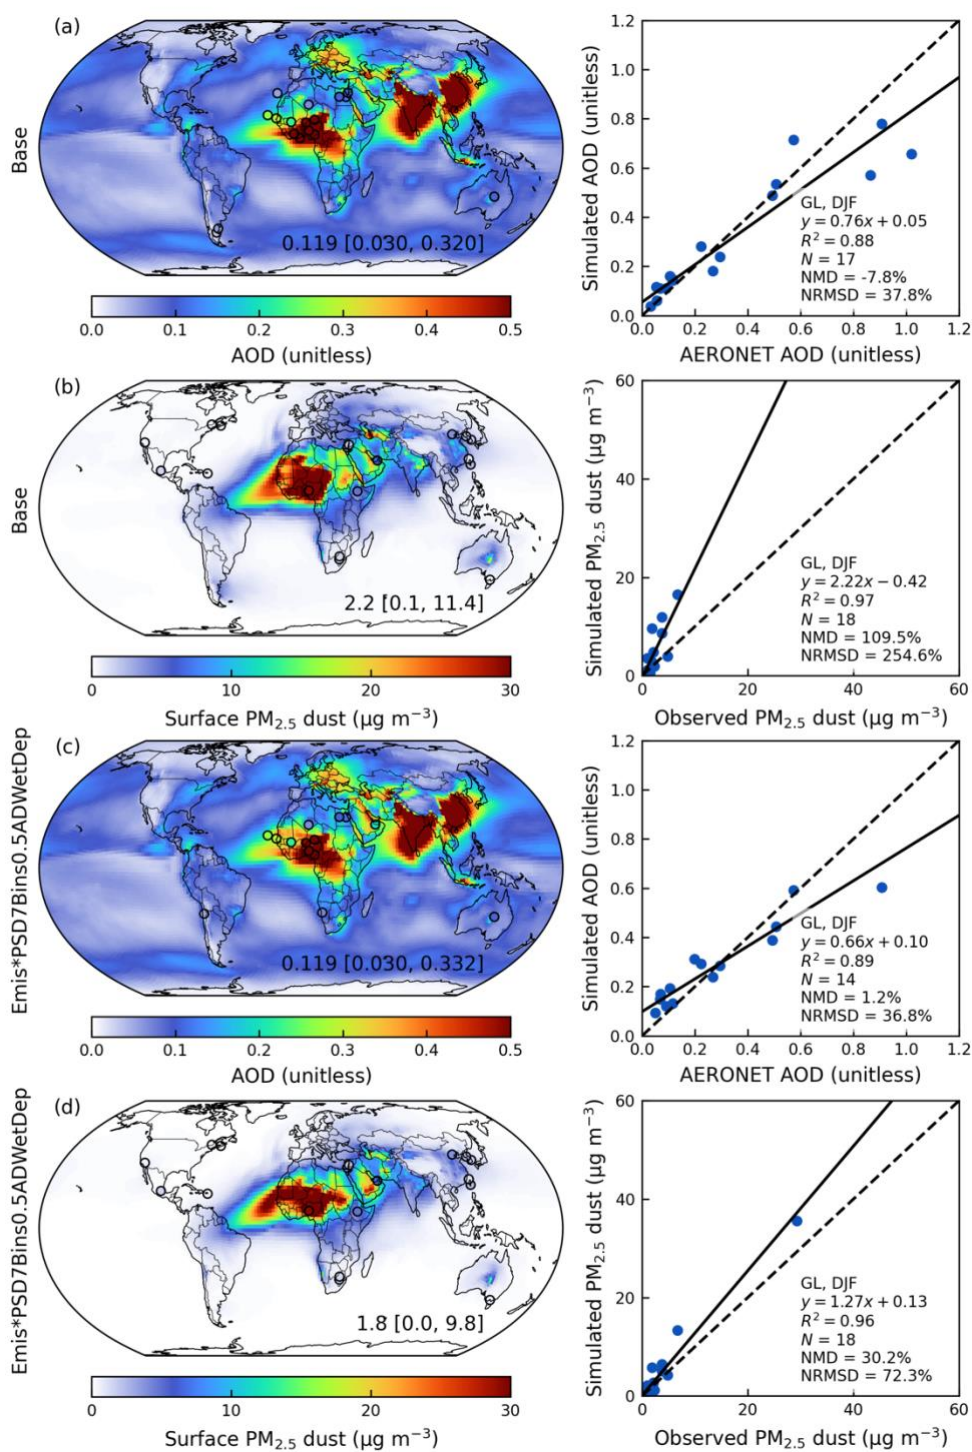 (a)
Base
0.119 [0.030, 0.320]
0.0 0.1 0.2 0.3 0.4 0.5
AOD (unitless)
Simulated AOD (unitless)
1.2
1.0
0.8
0.6
0.4
0.2
0.0
GL, DJF
y = 0.76x + 0.05
R² = 0.88
N = 17
NMD = -7.8%
NRMSD = 37.8%
0.0 0.2 0.4 0.6 0.8 1.0 1.2
AERONET AOD (unitless)
(b)
Base
2.2 [0.1, 11.4]
0 10 20 30
Surface PM₂.₅ dust (µg m⁻³)
Simulated PM₂.₅ dust (µg m⁻³)
60
40
20
0
GL, DJF
y = 2.22x − 0.42
R² = 0.97
N = 18
NMD = 109.5%
NRMSD = 254.6%
0 20 40 60
Observed PM₂.₅ dust (µg m⁻³)
(c)
Emis*PSD7Bins0.5ADWetDep
0.119 [0.030, 0.332]
0.0 0.1 0.2 0.3 0.4 0.5
AOD (unitless)
Simulated AOD (unitless)
1.2
1.0
0.8
0.6
0.4
0.2
0.0
GL, DJF
y = 0.66x + 0.10
R² = 0.89
N = 14
NMD = 1.2%
NRMSD = 36.8%
0.0 0.2 0.4 0.6 0.8 1.0 1.2
AERONET AOD (unitless)
(d)
Emis*PSD7Bins0.5ADWetDep
1.8 [0.0, 9.8]
0 10 20 30
Surface PM₂.₅ dust (µg m⁻³)
Simulated PM₂.₅ dust (µg m⁻³)
60
40
20
0
GL, DJF
y = 1.27x + 0.13
R² = 0.96
N = 18
NMD = 30.2%
NRMSD = 72.3%
0 20 40 60
Observed PM₂.₅ dust (µg m⁻³)